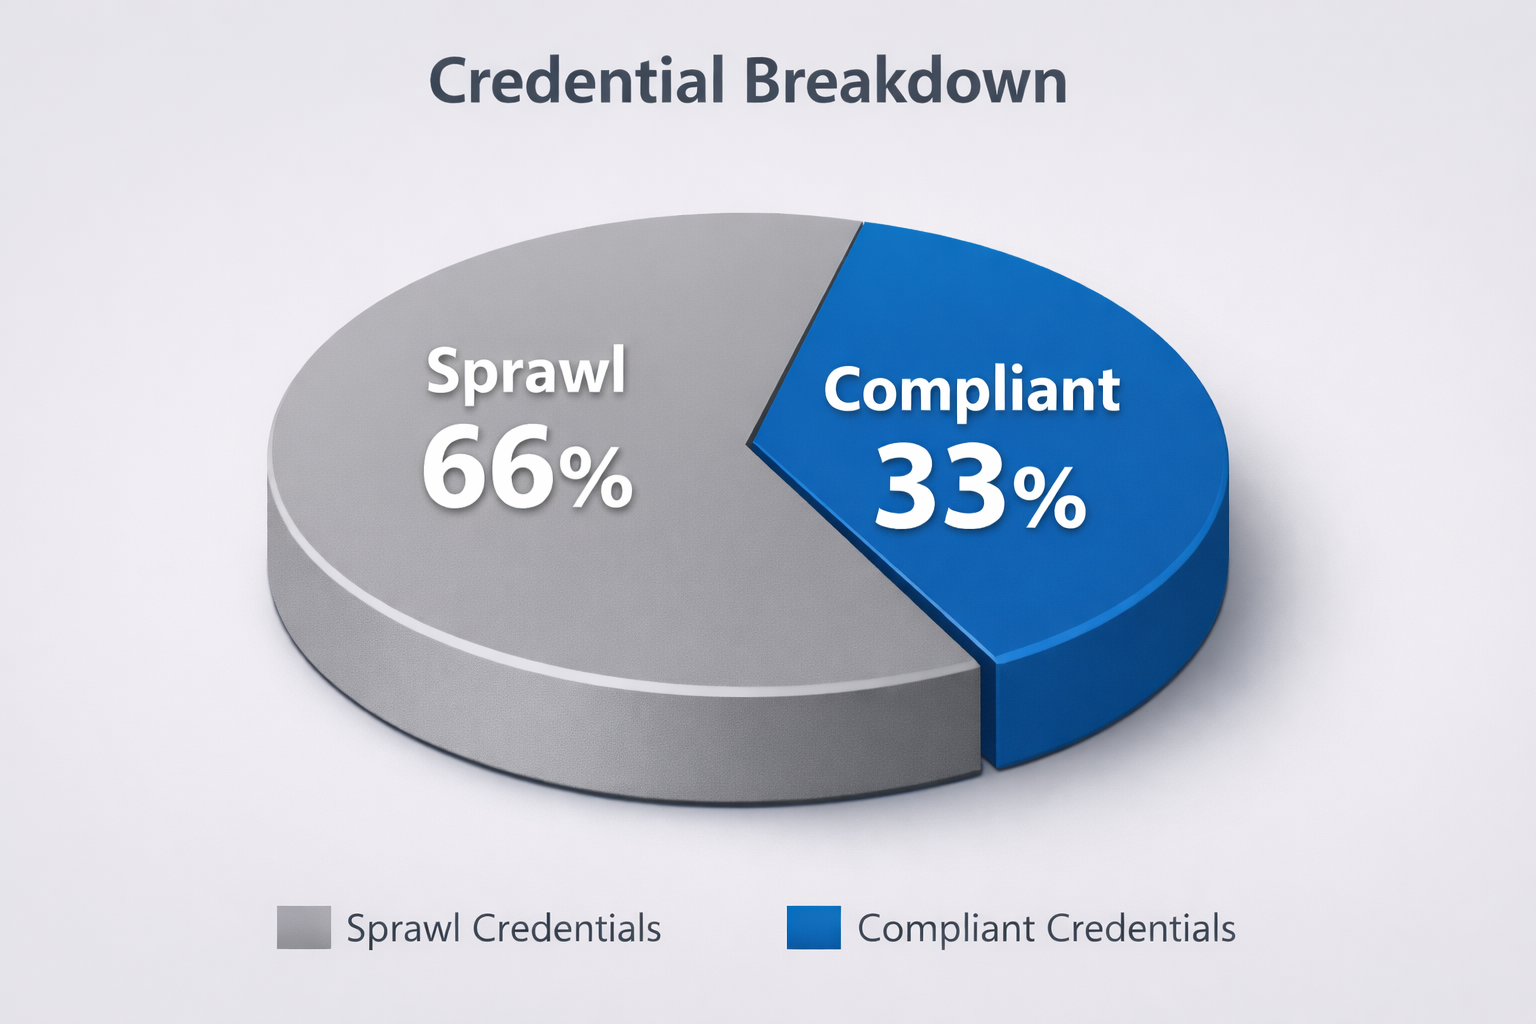 Credential Breakdown
Sprawl
66%
Compliant
33%
Sprawl Credentials
Compliant Credentials